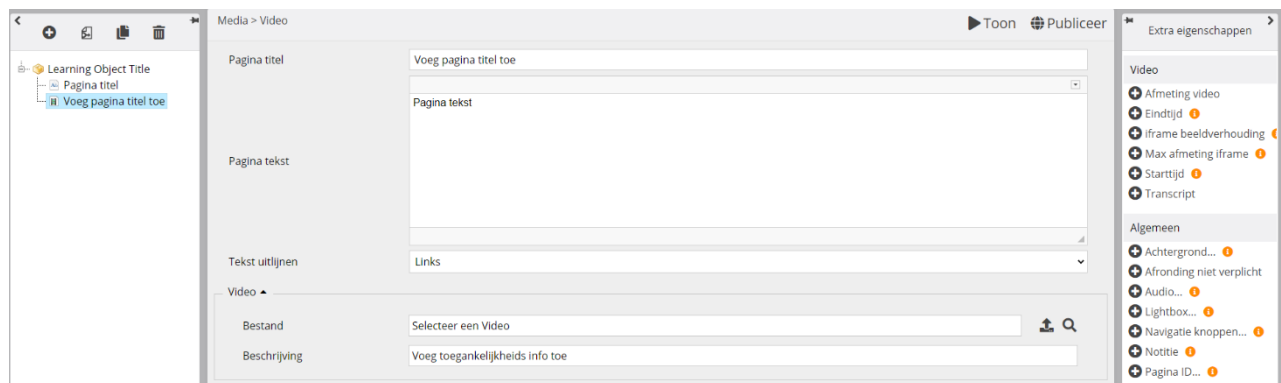 Learning Object Title
Pagina titel
Voeg pagina titel toe
Media > Video
Toon Publiceer
Pagina titel
Voeg pagina titel toe
Pagina tekst
Pagina tekst
Tekst uitlijnen
Links
Video
Bestand
Selecteer een Video
Beschrijving
Voeg toegankelijkheids info toe
Extra eigenschappen
Video
Afmeting video
Eindtijd
iframe beeldverhouding
Max afmeting iframe
Starttijd
Transcript
Algemeen
Achtergrond...
Afronding niet verplicht
Audio...
Lightbox...
Navigatie knoppen...
Notitie
Pagina ID...